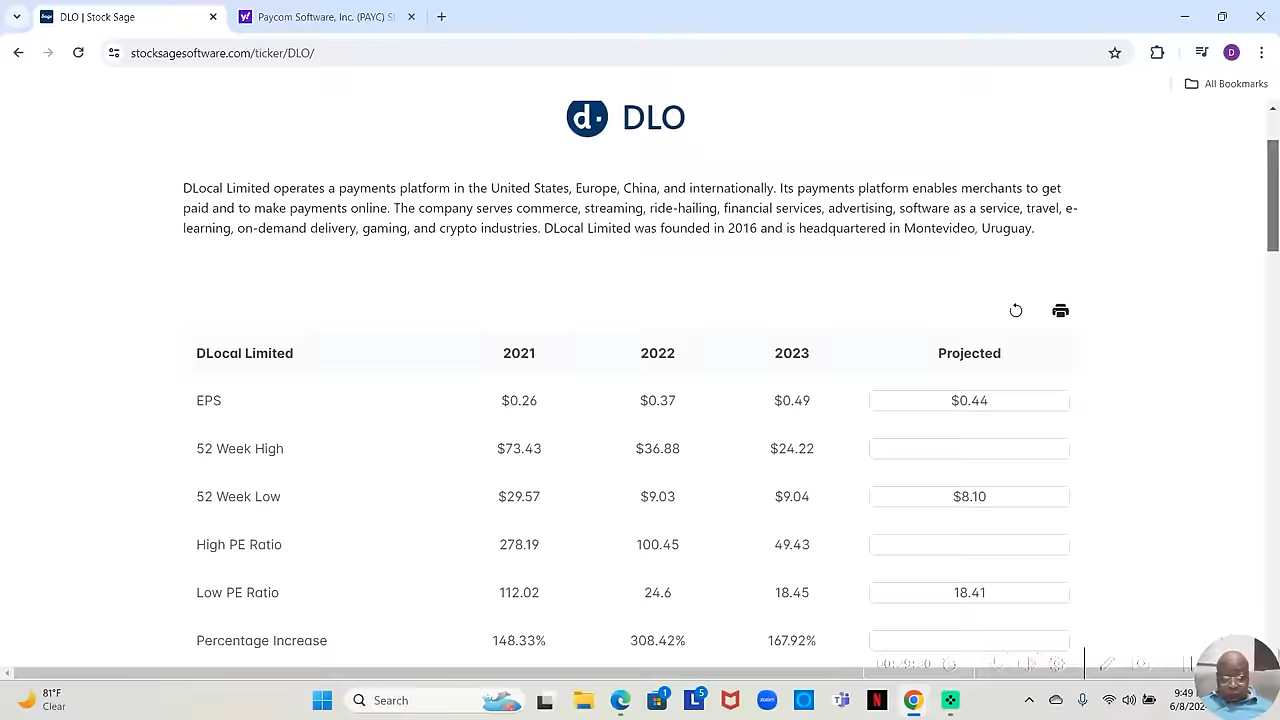 DLO | Stock Sa
Paycom ware, Inc. (PAYC) S
stocksagesoftware.com/ticker/DLO/
All Bookmarks
d. DLO
DLocal Limited operates a payments platform in the United States, Europe, China, and internationally. Its payments platform enables merchants to get
paid and to make payments online. The company serves commerce, streaming, ride-hailing, financial services, advertising, software as a service, travel, e-
learning, on-demand delivery, gaming, and crypto industries. DLocal Limited was founded in 2016 and is headquartered in Montevideo, Uruguay.
DLocal Limited 2021 2022 2023 Projected
EPS $0.26 $0.37 $0.49 $0.44
52 Week High $73.43 $36.88 $24.22
52 Week Low $29.57 $9.03 $9.04 $8.10
High PE Ratio 278.19 100.45 49.43
Low PE Ratio 112.02 24.6 18.45 18.41
Percentage Increase 148.33% 308.42% 167.92%
81°F
Clear
Search
9:49
6/8/202